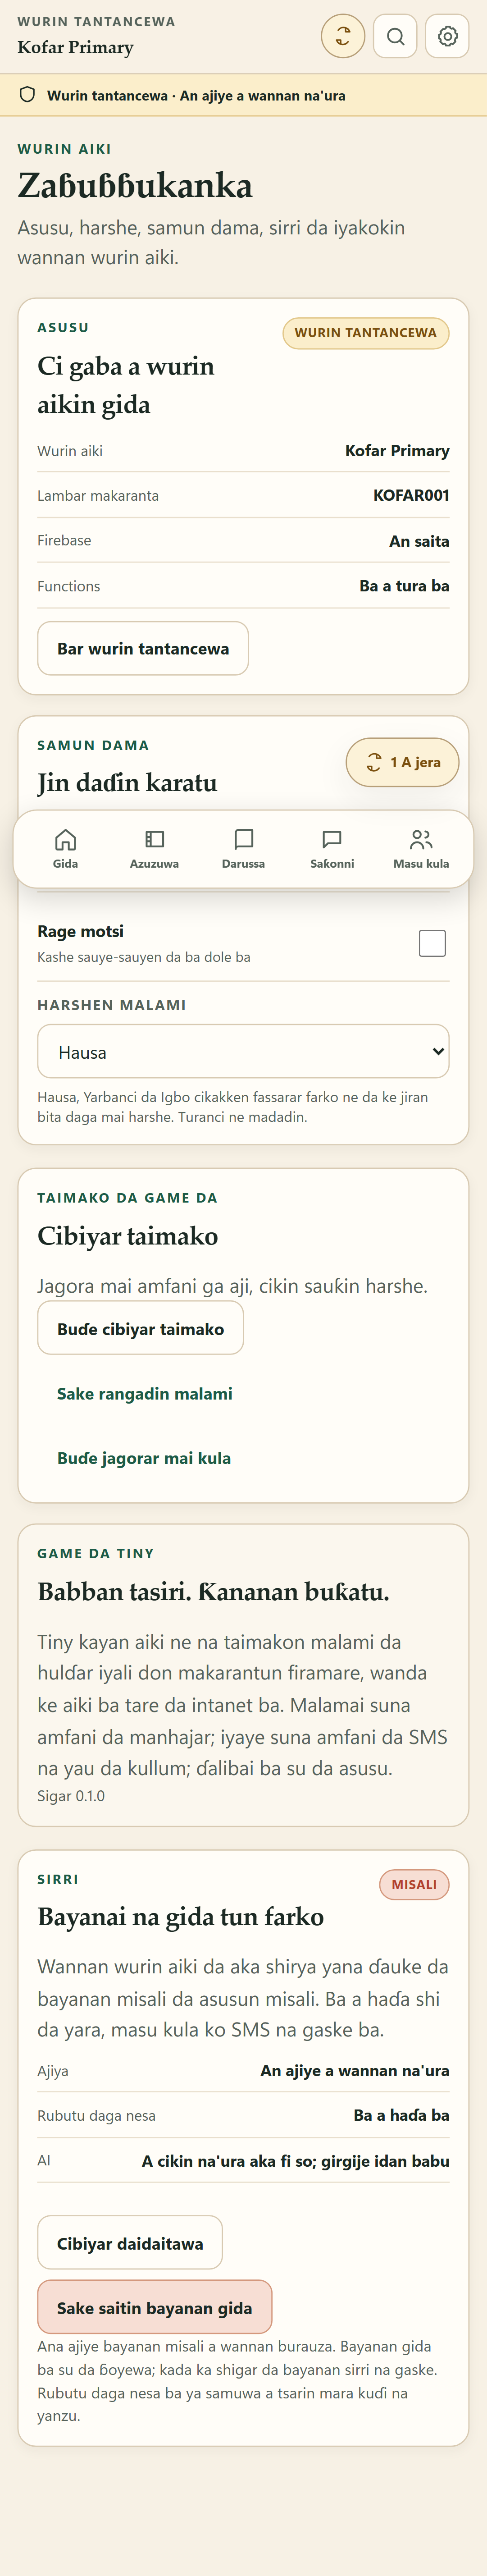 WURIN TANTANCEWA
Kofar Primary
Wurin tantancewa · An ajiye a wannan na'ura
WURIN AIKI
Zaɓuɓɓukanka
Asusu, harshe, samun dama, sirri da iyakokin
wannan wurin aiki.
ASUSU
WURIN TANTANCEWA
Ci gaba a wurin
aikin gida
Wurin aiki
Kofar Primary
Lambar makaranta
KOFAR001
Firebase
An saita
Functions
Ba a tura ba
Bar wurin tantancewa
SAMUN DAMA
Jin daɗin karatu
1 A jera
Gida
Azuzuwa
Darussa
Saƙonni
Masu kula
Rage motsi
Kashe sauye-sauyen da ba dole ba
HARSHEN MALAMI
Hausa
Hausa, Yarbanci da Igbo cikakken fassarar farko ne da ke jiran
bita daga mai harshe. Turanci ne madadin.
TAIMAKO DA GAME DA
Cibiyar taimako
Jagora mai amfani ga aji, cikin sauƙin harshe.
Buɗe cibiyar taimako
Sake rangadin malami
Buɗe jagorar mai kula
GAME DA TINY
Babban tasiri. Ƙananan buƙatu.
Tiny kayan aiki ne na taimakon malami da
hulɗar iyali don makarantun firamare, wanda
ke aiki ba tare da intanet ba. Malamai suna
amfani da manhajar; iyaye suna amfani da SMS
na yau da kullum; ɗalibai ba su da asusu.
Sigar 0.1.0
SIRRI
MISALI
Bayanai na gida tun farko
Wannan wurin aiki da aka shirya yana ɗauke da
bayanan misali da asusun misali. Ba a haɗa shi
da yara, masu kula ko SMS na gaske ba.
Ajiya
An ajiye a wannan na'ura
Rubutu daga nesa
Ba a haɗa ba
AI
A cikin na'ura aka fi so; girgije idan babu
Cibiyar daidaitawa
Sake saitin bayanan gida
Ana ajiye bayanan misali a wannan burauza. Bayanan gida
ba su da ɓoyewa; kada ka shigar da bayanan sirri na gaske.
Rubutu daga nesa ba ya samuwa a tsarin mara kuɗi na
yanzu.